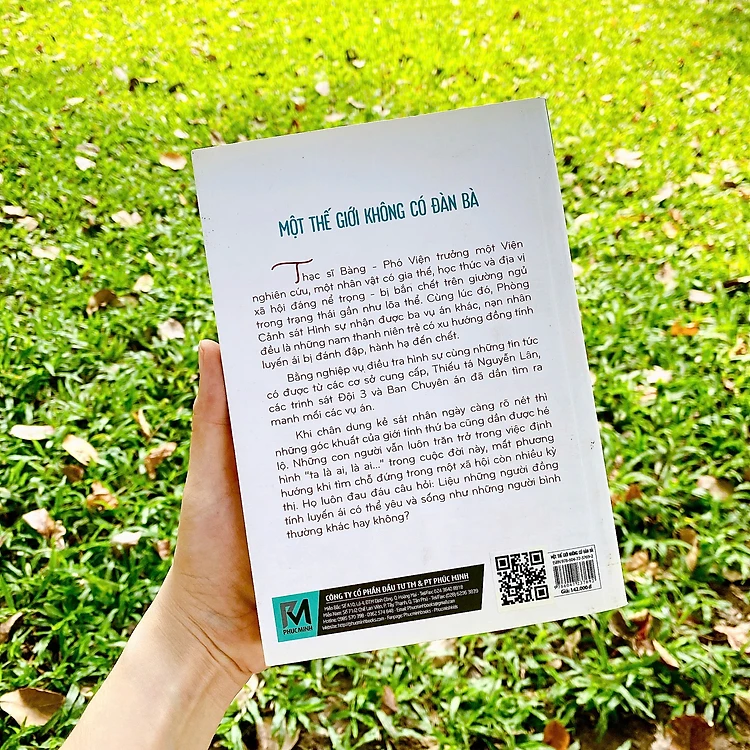 MỘT THẾ GIỚI KHÔNG CÓ ĐÀN BÀ
Thạc sĩ Bàng - Phó Viện trưởng một Viện
nghiên cứu, một nhân vật có gia thế, học thức và địa vị
xã hội đáng nể trọng - bị bắn chết trên giường ngủ
trong trạng thái gần như lõa thể. Cùng lúc đó, Phòng
Cảnh sát Hình sự nhận được ba vụ án khác, nạn nhân
đều là những nam thanh niên trẻ có xu hướng đồng tính
luyến ái bị đánh đập, hành hạ đến chết.
Bằng nghiệp vụ điều tra hình sự cùng những tin tức
có được từ các cơ sở cung cấp, Thiếu tá Nguyễn Lân,
các trinh sát Đội 3 và Ban Chuyên án đã dần tìm ra
manh mối các vụ án.
Khi chân dung kẻ sát nhân ngày càng rõ nét thì
những góc khuất của giới tính thứ ba cũng dần được hé
lộ. Những con người vẫn luôn trăn trở trong việc định
hình "ta là ai, là ai..." trong cuộc đời này, mất phương
hướng khi tìm chỗ đứng trong một xã hội còn nhiều kỳ
thị. Họ luôn đau đáu câu hỏi: Liệu những người đồng
tính luyến ái có thể yêu và sống như những người bình
thường khác hay không?
PHUCMINH
CÔNG TY CỔ PHẦN ĐẦU TƯ TM & PT PHÚC MINH
MỘT THẾ GIỚI KHÔNG CÓ ĐÀN BÀ
Giá: 142.000 đ